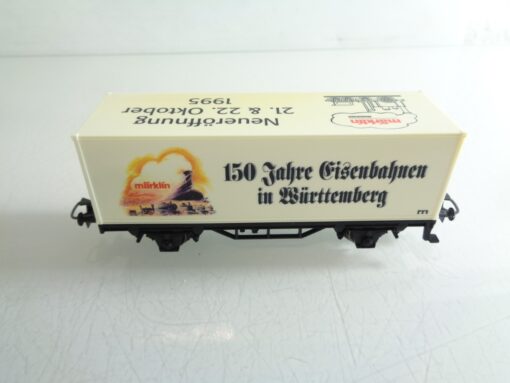 Neueröffnung
21. & 22. Oktober
1995
märklin
märklin
150 Jahre Eisenbahnen
in Württemberg
m